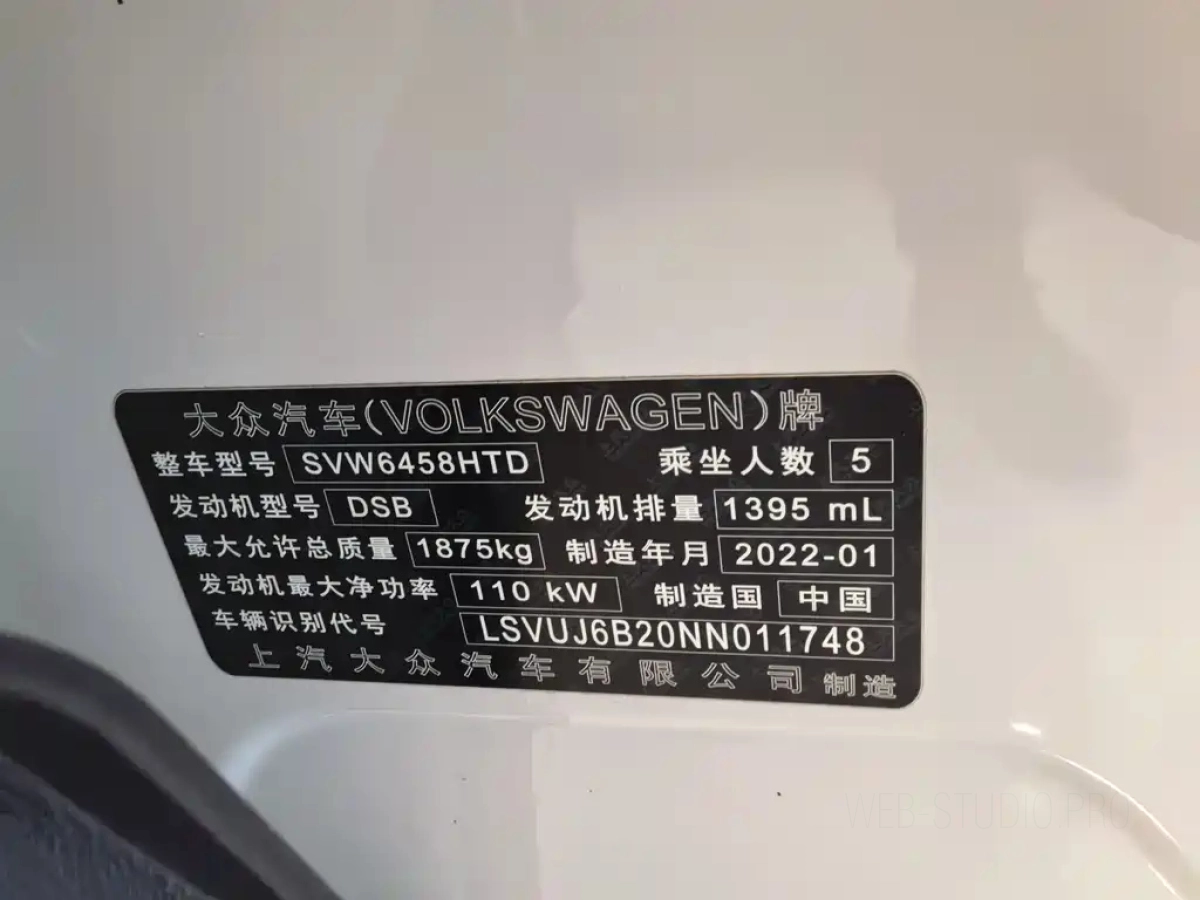 大众汽车(VOLKSWAGEN)牌
整车型号 SVW6458HTD 乘坐人数 5
发动机型号 DSB 发动机排量 1395 mL
最大允许总质量 1875kg 制造年月 2022-01
发动机最大净功率 110 kW 制造国 中国
车辆识别代号 LSVUJ6B20NN011748
上汽大众汽车有限公司 制造
WEB-STUDIO.PRO